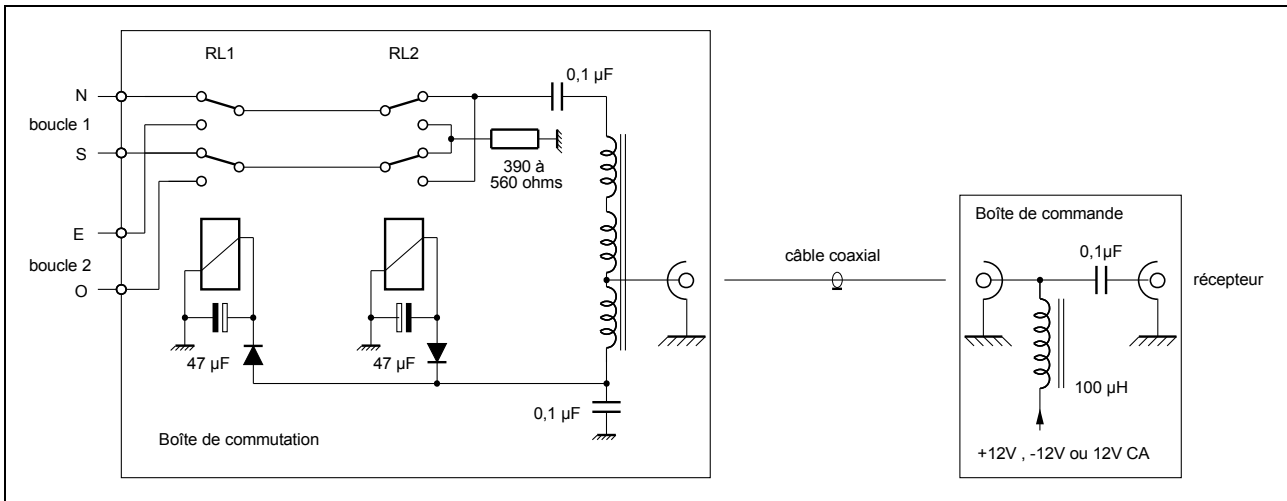 RL1
RL2
0,1 µF
N
boucle 1
S
390 à
560 ohms
E
boucle 2
O
47 µF
47 µF
0,1 µF
Boîte de commutation
câble coaxial
Boîte de commande
0,1µF
récepteur
100 µH
+12V , -12V ou 12V CA